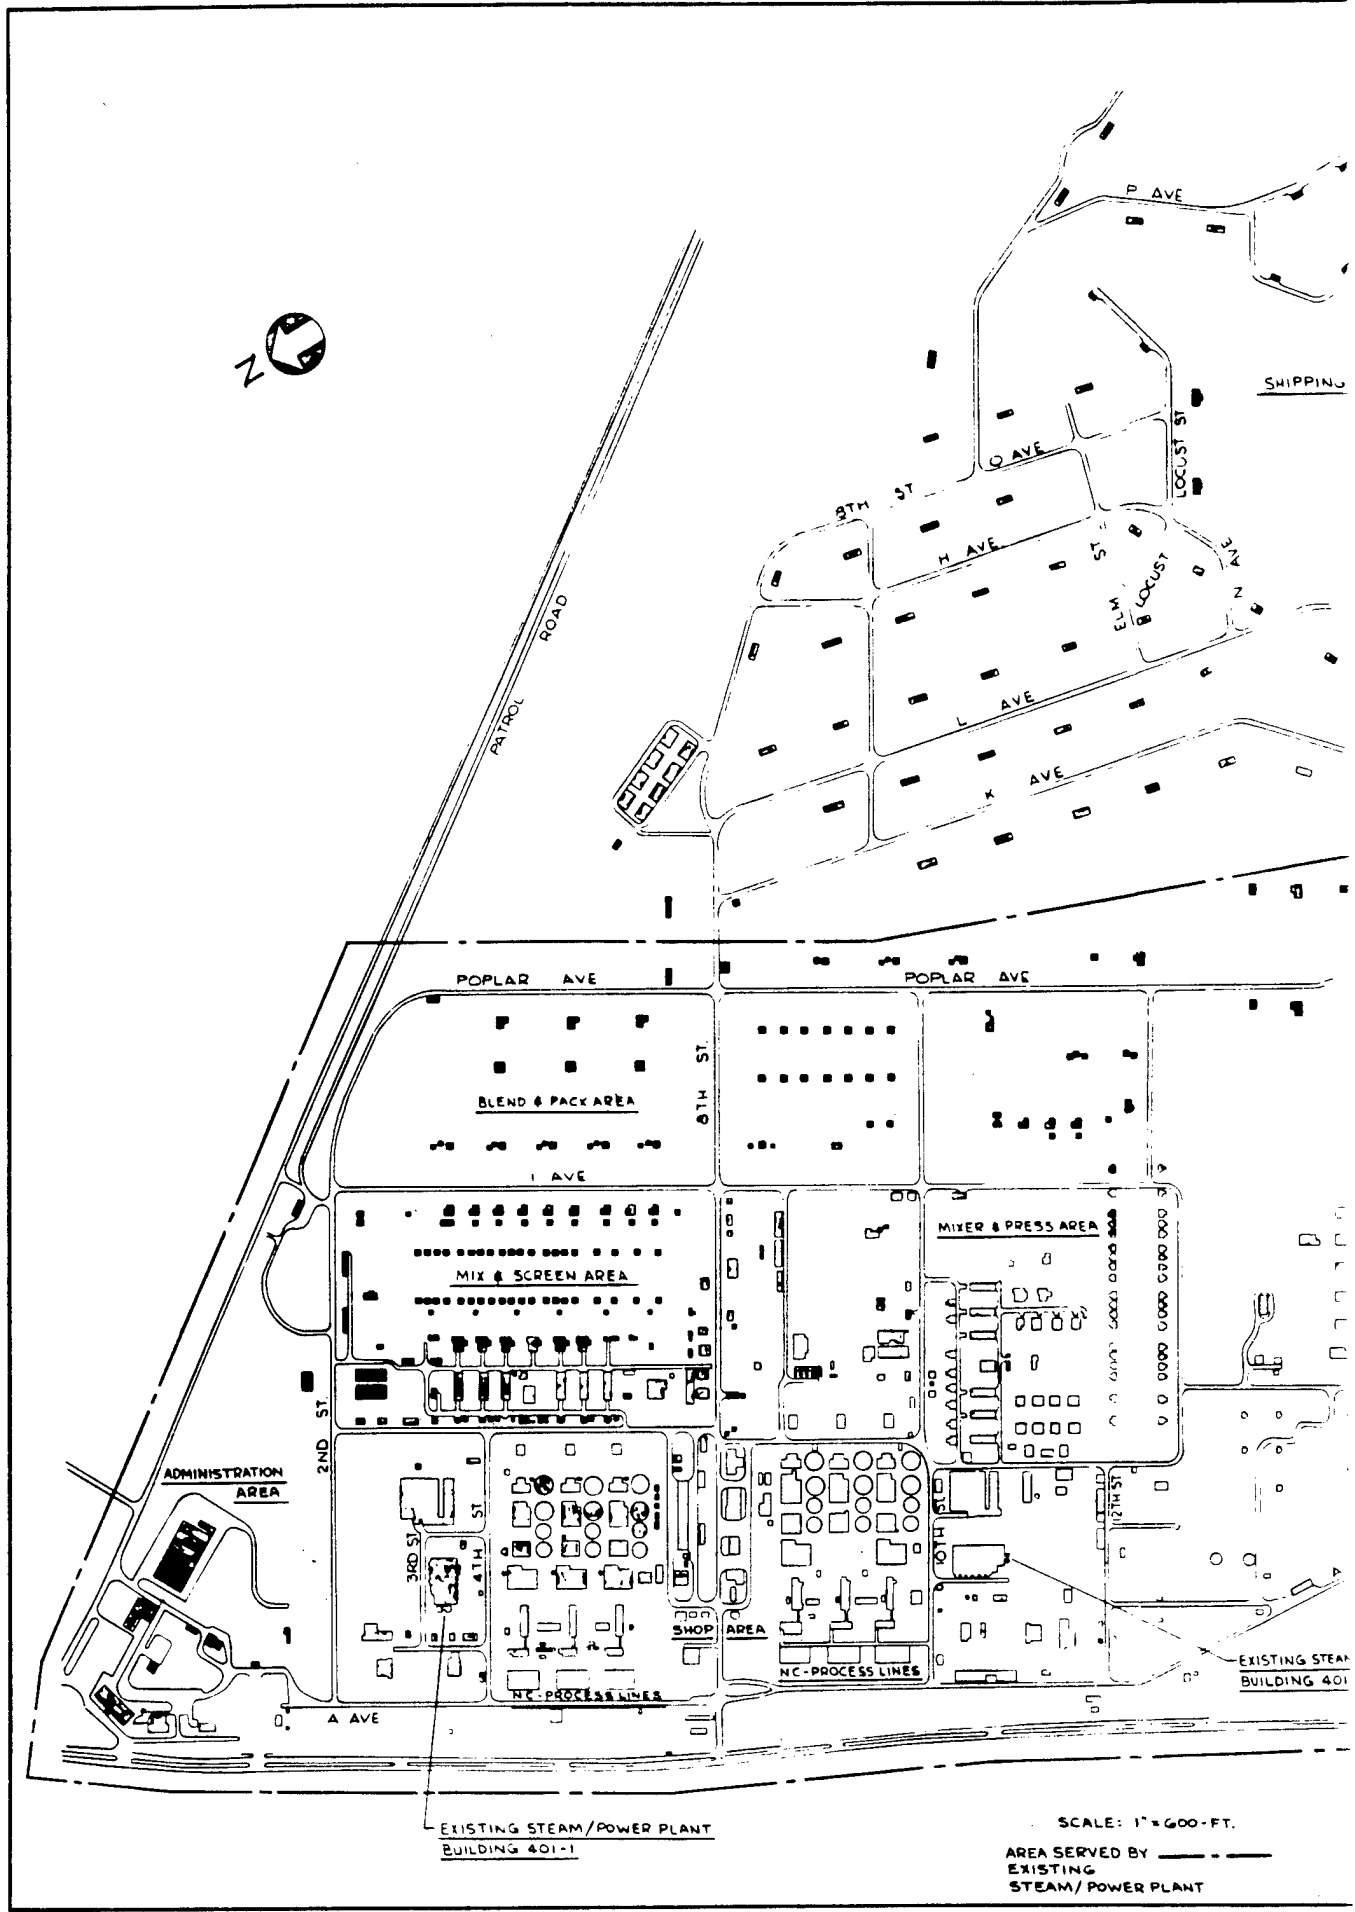 P AVE
N
SHIPPING
LOCUST ST
Q AVE
8TH ST
H AVE
ST
ELM
LOCUST
N AVE
PATROL ROAD
L AVE
K AVE
POPLAR AVE
POPLAR AVE
8TH ST.
BLEND & PACK AREA
I AVE
MIXER & PRESS AREA
MIX & SCREEN AREA
2ND ST.
ADMINISTRATION
AREA
3RD ST
4TH ST
10TH ST
12TH ST
SHOP AREA
NC-PROCESS LINES
NC-PROCESS LINES
EXISTING STEAM
BUILDING 401
A AVE
EXISTING STEAM/POWER PLANT
BUILDING 401-1
SCALE: 1"=600-FT.
AREA SERVED BY
EXISTING
STEAM/POWER PLANT